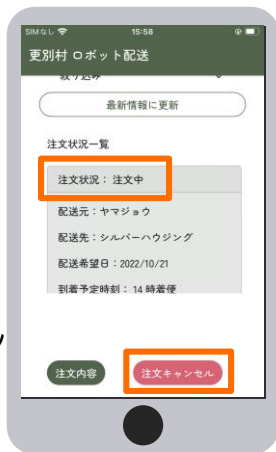 SIMなし 15:58
更別村 ロボット配送
絞り込み
最新情報に更新
注文状況一覧
注文状況：注文中
配送元：ヤマジョウ
配送先：シルバーハウジング
配送希望日：2022/10/21
到着予定時刻： 14 時着便
注文内容 注文キャンセル